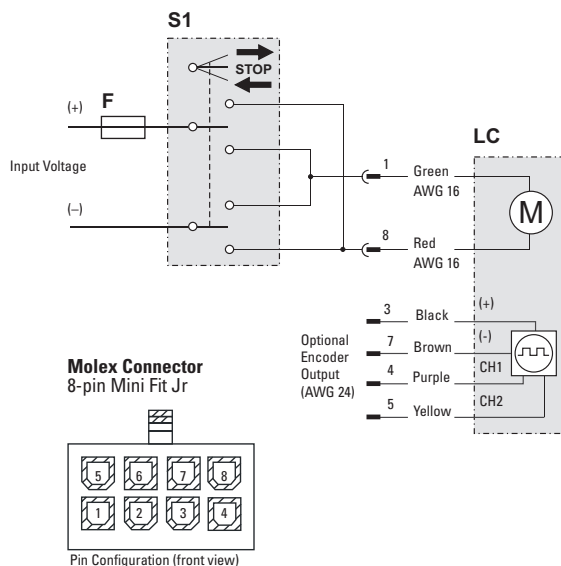 S1
STOP
(+)
F
Input Voltage
(–)
LC
1
Green
AWG 16
M
8
Red
AWG 16
Optional
Encoder
Output
(AWG 24)
3
Black
(+)
7
Brown
(-)
4
Purple
CH1
5
Yellow
CH2
Molex Connector
8-pin Mini Fit Jr
5 6 7 8
1 2 3 4
Pin Configuration (front view)